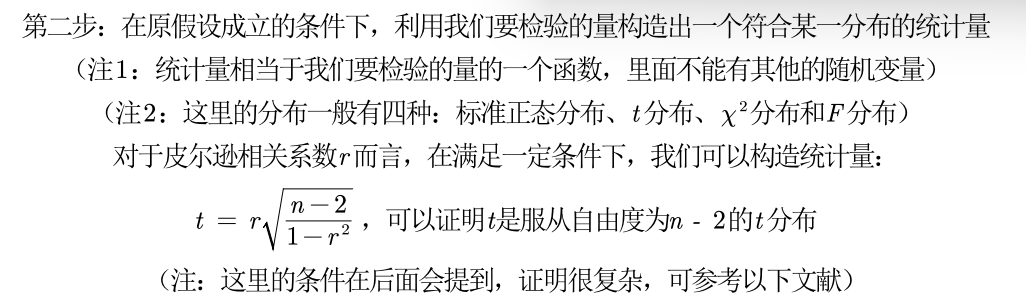 第二步：在原假设成立的条件下，利用我们要检验的量构造出一个符合某一分布的统计量
（注1：统计量相当于我们要检验的量的一个函数，里面不能有其他的随机变量）
（注2：这里的分布一般有四种：标准正态分布、t分布、χ²分布和F分布）
对于皮尔逊相关系数r而言，在满足一定条件下，我们可以构造统计量：
t = r√((n－2)/(1－r²))，可以证明t是服从自由度为n - 2的t分布
（注：这里的条件在后面会提到，证明很复杂，可参考以下文献）